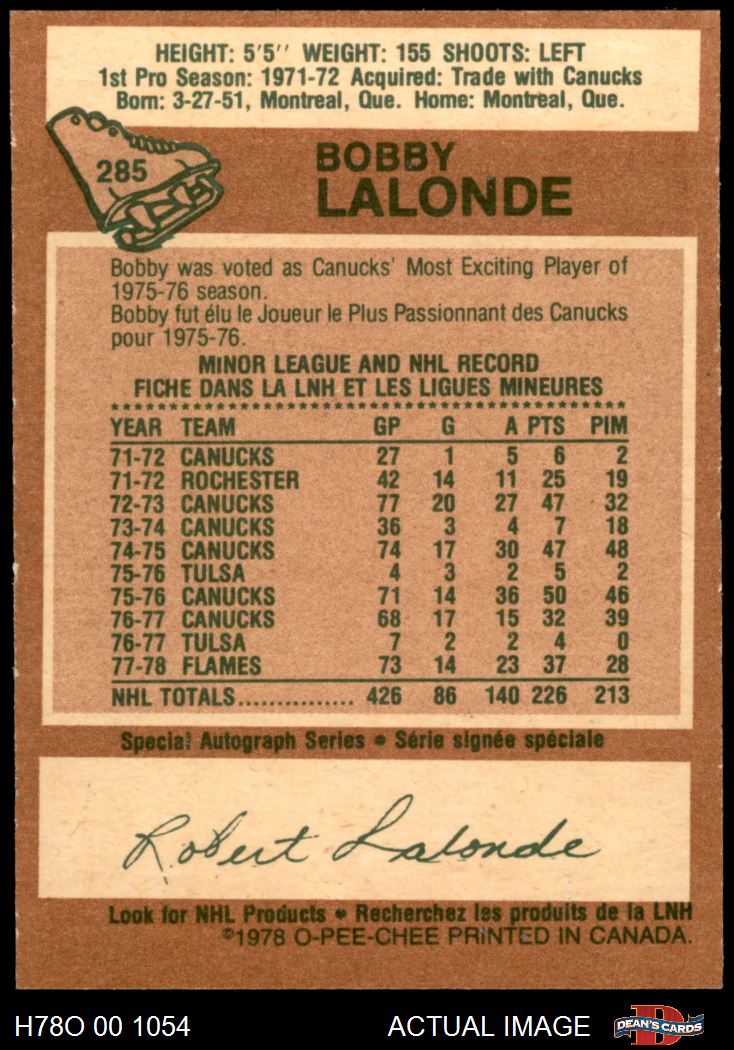 HEIGHT: 5'5'' WEIGHT: 155 SHOOTS: LEFT
1st Pro Season: 1971-72 Acquired: Trade with Canucks
Born: 3-27-51, Montreal, Que. Home: Montreal, Que.
285
BOBBY
LALONDE
Bobby was voted as Canucks' Most Exciting Player of
1975-76 season.
Bobby fut élu le Joueur le Plus Passionnant des Canucks
pour 1975-76.
MINOR LEAGUE AND NHL RECORD
FICHE DANS LA LNH ET LES LIGUES MINEURES
YEAR TEAM GP G A PTS PIM
71-72 CANUCKS 27 1 5 6 2
71-72 ROCHESTER 42 14 11 25 19
72-73 CANUCKS 77 20 27 47 32
73-74 CANUCKS 36 3 4 7 18
74-75 CANUCKS 74 17 30 47 48
75-76 TULSA 4 3 2 5 2
75-76 CANUCKS 71 14 36 50 46
76-77 CANUCKS 68 17 15 32 39
76-77 TULSA 7 2 2 4 0
77-78 FLAMES 73 14 23 37 28
NHL TOTALS............... 426 86 140 226 213
Special Autograph Series • Série signée spéciale
Robert Lalonde
Look for NHL Products • Recherchez les produits de la LNH
©1978 O-PEE-CHEE PRINTED IN CANADA.
H78O 00 1054 ACTUAL IMAGE DEAN'S CARDS